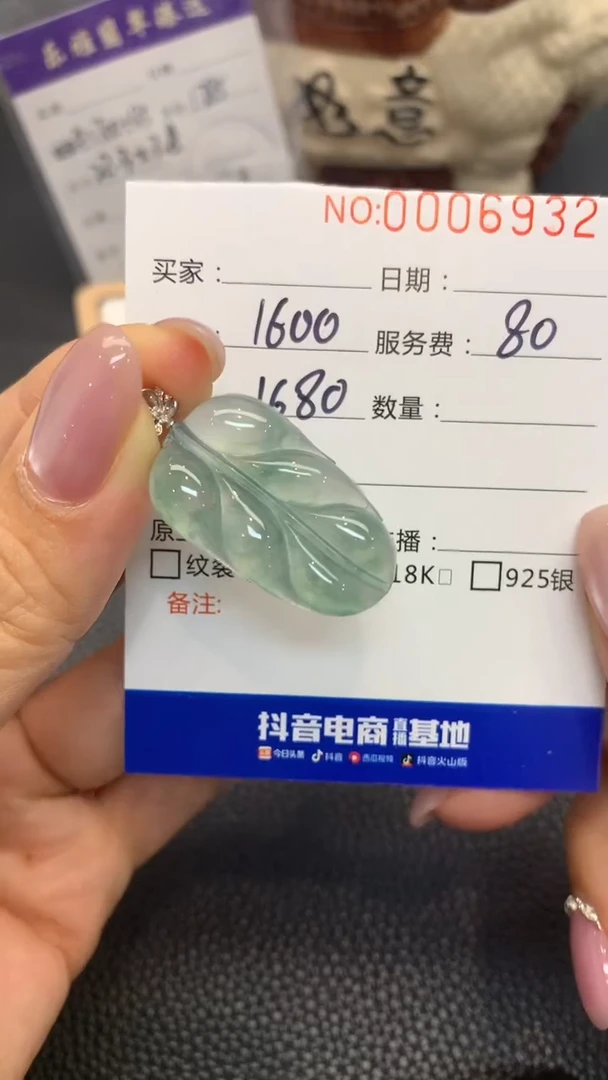 NO:0006932
买家：
日期：
: 1600
服务费：80
1680
数量：
原
播：
□纹裂
18K□ □925银
备注:
抖音电商直播基地
今日头条 抖音 西瓜视频 抖音火山版
意